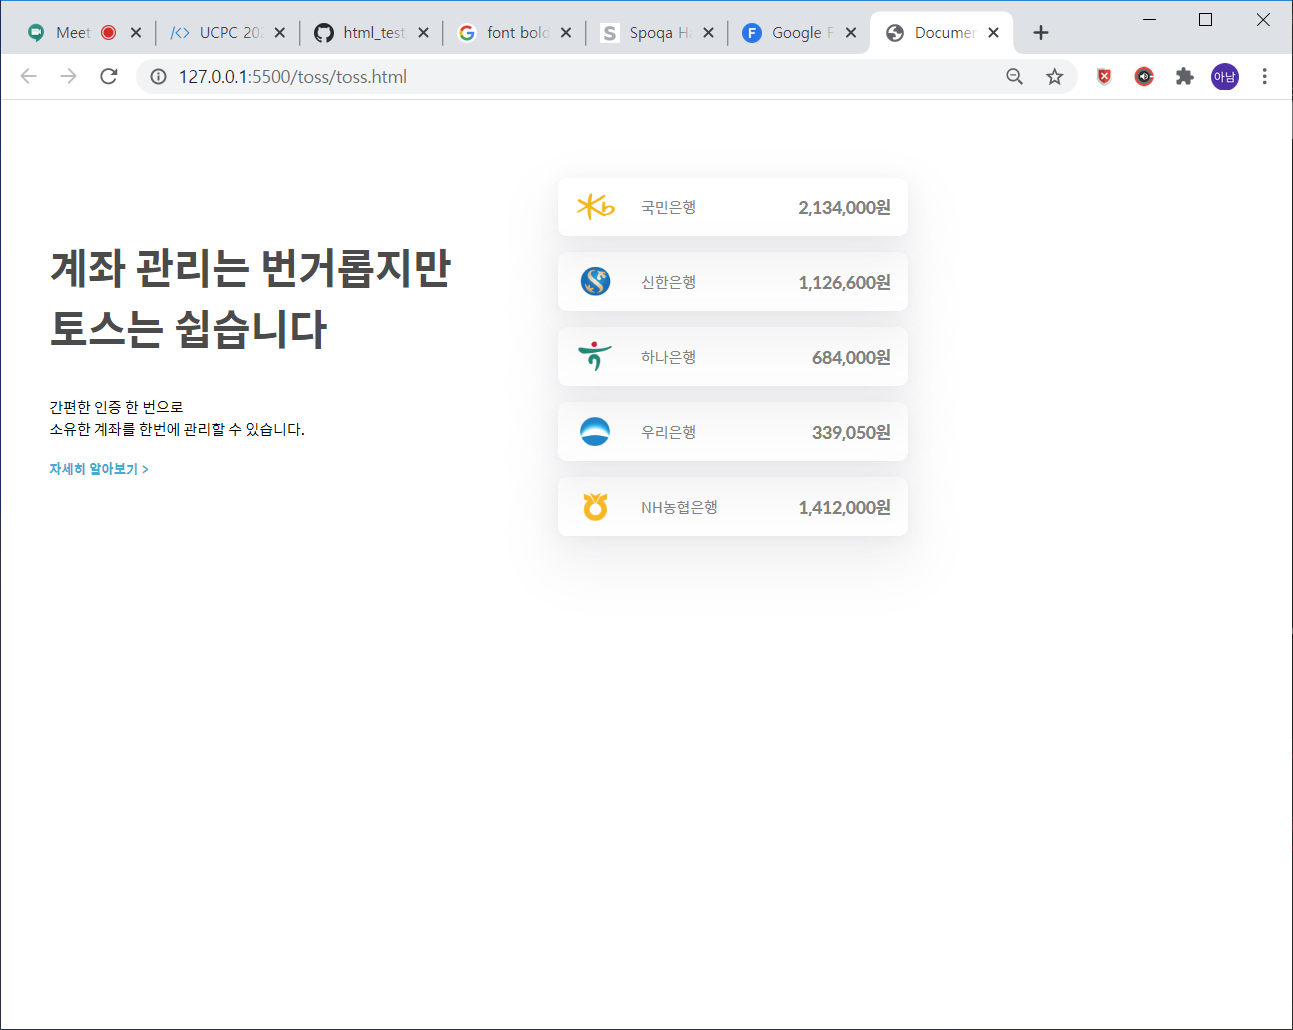 Meet
UCPC 202
html_test
font bold
Spoqa Ha
Google F
Documen
127.0.0.1:5500/toss/toss.html
아남
계좌 관리는 번거롭지만
토스는 쉽습니다
간편한 인증 한 번으로
소유한 계좌를 한번에 관리할 수 있습니다.
자세히 알아보기 >
국민은행 2,134,000원
신한은행 1,126,600원
하나은행 684,000원
우리은행 339,050원
NH농협은행 1,412,000원